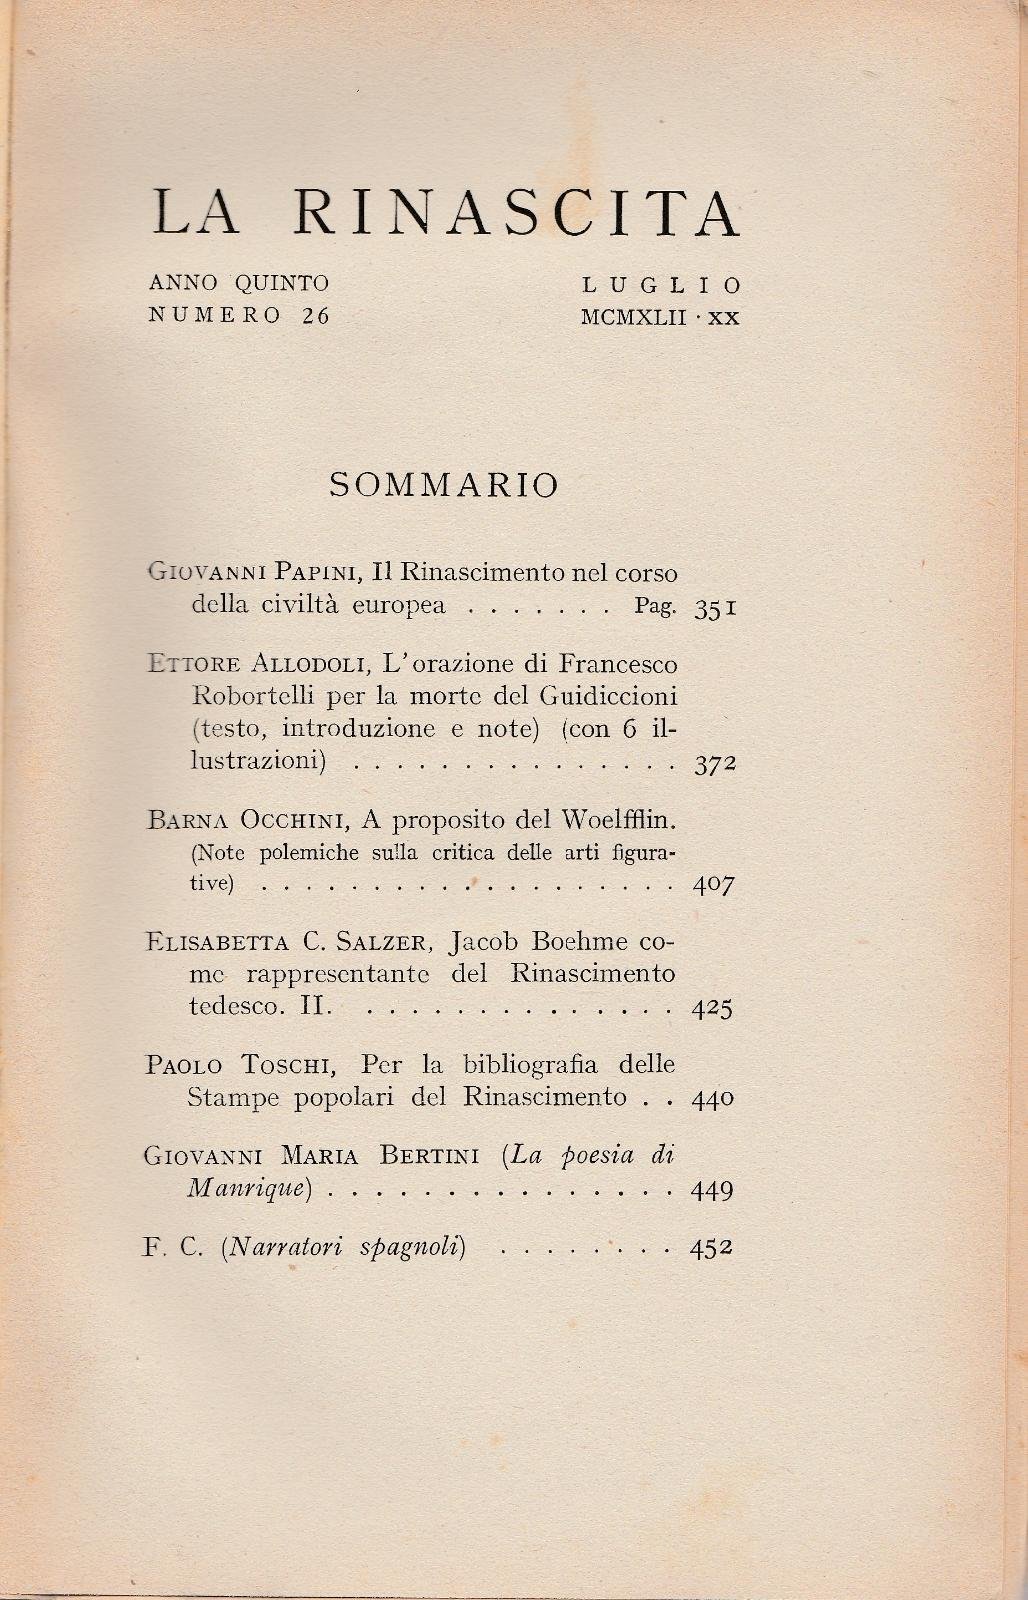 LA RINASCITA
ANNO QUINTO
NUMERO 26
LUGLIO
MCMXLII · XX
SOMMARIO
GIOVANNI PAPINI, Il Rinascimento nel corso
della civiltà europea . . . . . . . Pag. 351
ETTORE ALLODOLI, L'orazione di Francesco
Robortelli per la morte del Guidiccioni
(testo, introduzione e note) (con 6 il-
lustrazioni) . . . . . . . . . . . . . . . 372
BARNA OCCHINI, A proposito del Woelfflin.
(Note polemiche sulla critica delle arti figura-
tive) . . . . . . . . . . . . . . . . . . . 407
ELISABETTA C. SALZER, Jacob Boehme co-
me rappresentante del Rinascimento
tedesco. II. . . . . . . . . . . . . . . 425
PAOLO TOSCHI, Per la bibliografia delle
Stampe popolari del Rinascimento . . 440
GIOVANNI MARIA BERTINI (La poesia di
Manrique) . . . . . . . . . . . . . . . 449
F. C. (Narratori spagnoli) . . . . . . . . 452